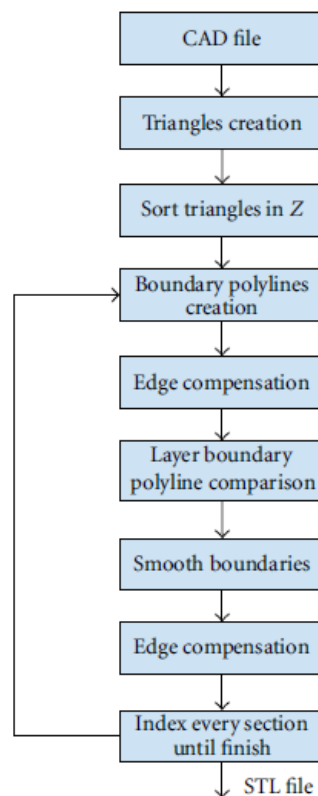 CAD file
Triangles creation
Sort triangles in Z
Boundary polylines
creation
Edge compensation
Layer boundary
polyline comparison
Smooth boundaries
Edge compensation
Index every section
until finish
STL file